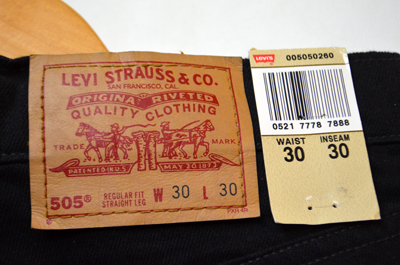 LEVI STRAUSS & CO.
SAN FRANCISCO, CAL.
ORIGINAL RIVETED
QUALITY CLOTHING
TRADE MARK
PATENTED IN U.S. MAY 20 1873
505® REGULAR FIT STRAIGHT LEG W 30 L 30
Levi's
005050260
0521 7778 7888
WAIST INSEAM
30 30